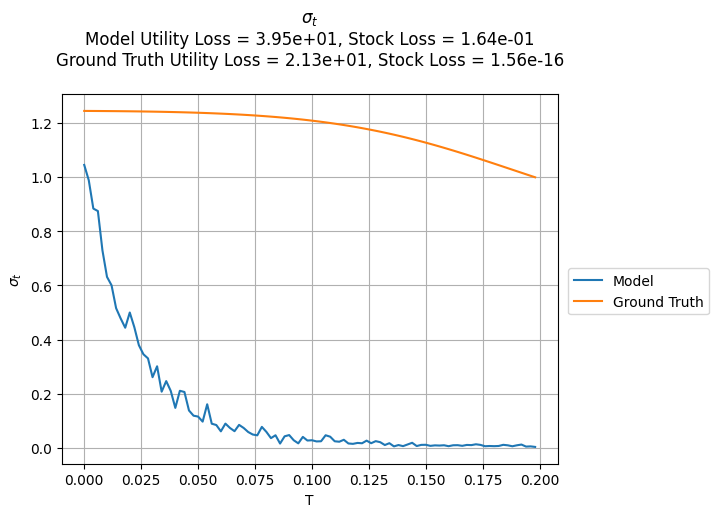 σt
Model Utility Loss = 3.95e+01, Stock Loss = 1.64e-01
Ground Truth Utility Loss = 2.13e+01, Stock Loss = 1.56e-16
1.2
1.0
0.8
0.6
0.4
0.2
0.0
σt
0.000 0.025 0.050 0.075 0.100 0.125 0.150 0.175 0.200
T
Model
Ground Truth